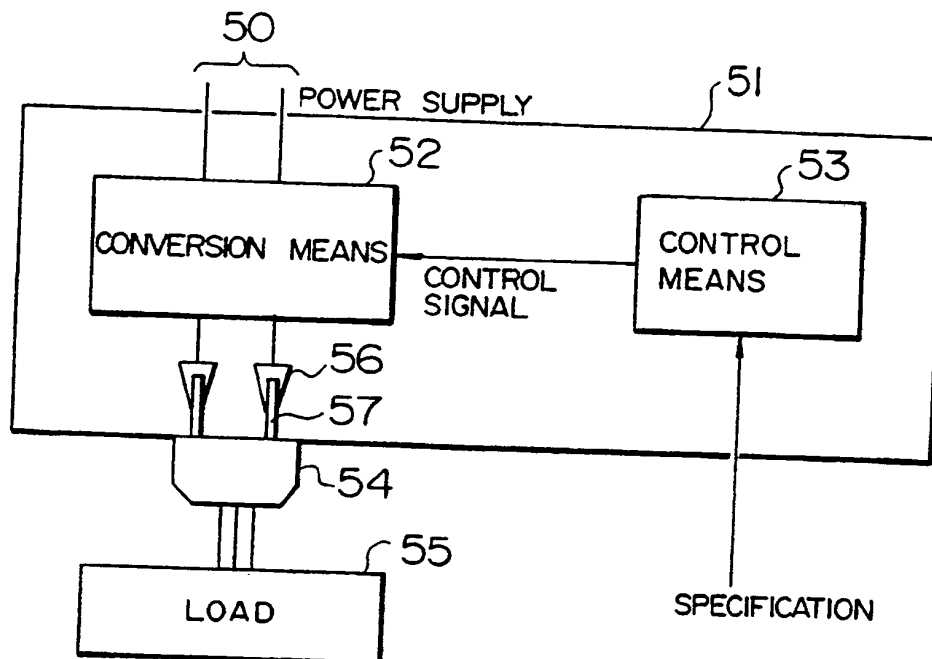 50
POWER SUPPLY
51
52
53
CONVERSION MEANS
CONTROL
MEANS
CONTROL
SIGNAL
56
57
54
55
LOAD
SPECIFICATION